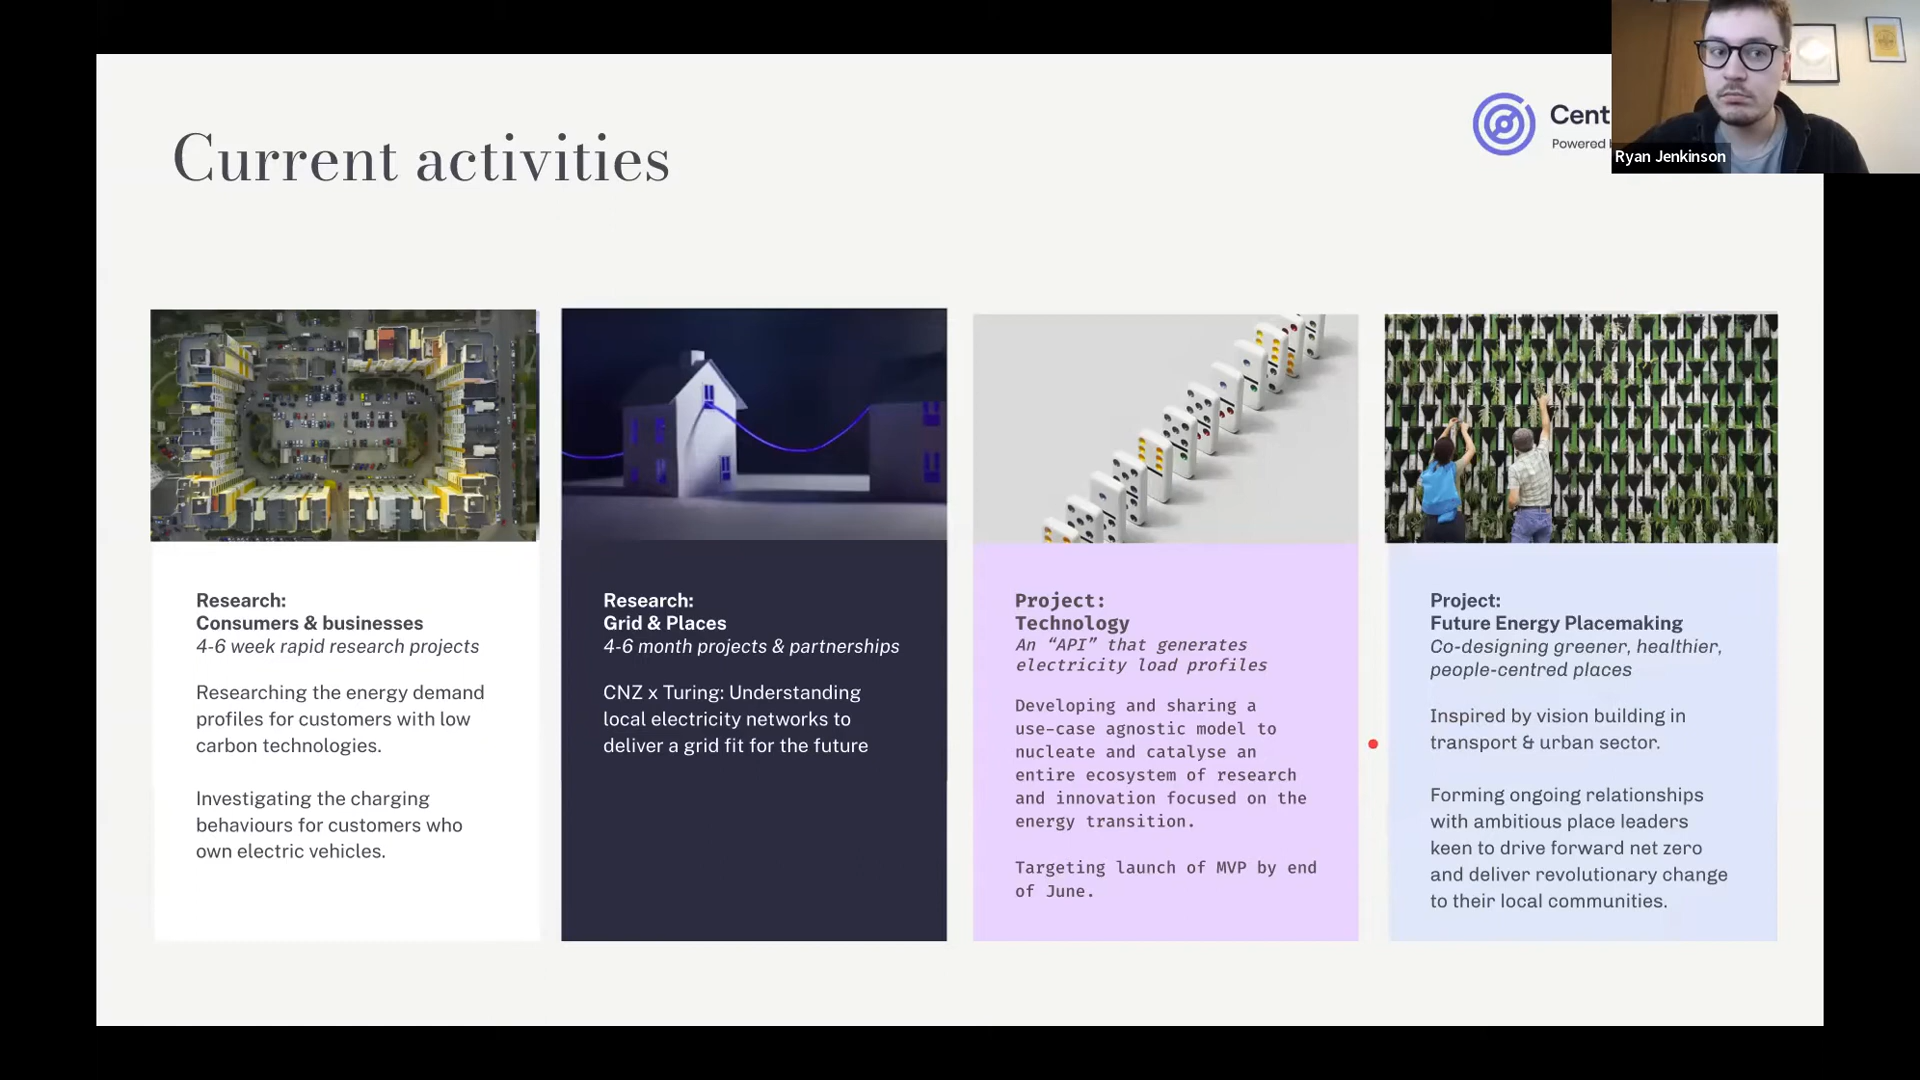 Current activities
Cent
Powered
Ryan Jenkinson
Research:
Consumers & businesses
4-6 week rapid research projects
Researching the energy demand
profiles for customers with low
carbon technologies.
Investigating the charging
behaviours for customers who
own electric vehicles.
Research:
Grid & Places
4-6 month projects & partnerships
CNZ x Turing: Understanding
local electricity networks to
deliver a grid fit for the future
Project:
Technology
An “API” that generates
electricity load profiles
Developing and sharing a
use-case agnostic model to
nucleate and catalyse an
entire ecosystem of research
and innovation focused on the
energy transition.
Targeting launch of MVP by end
of June.
Project:
Future Energy Placemaking
Co-designing greener, healthier,
people-centred places
Inspired by vision building in
transport & urban sector.
Forming ongoing relationships
with ambitious place leaders
keen to drive forward net zero
and deliver revolutionary change
to their local communities.